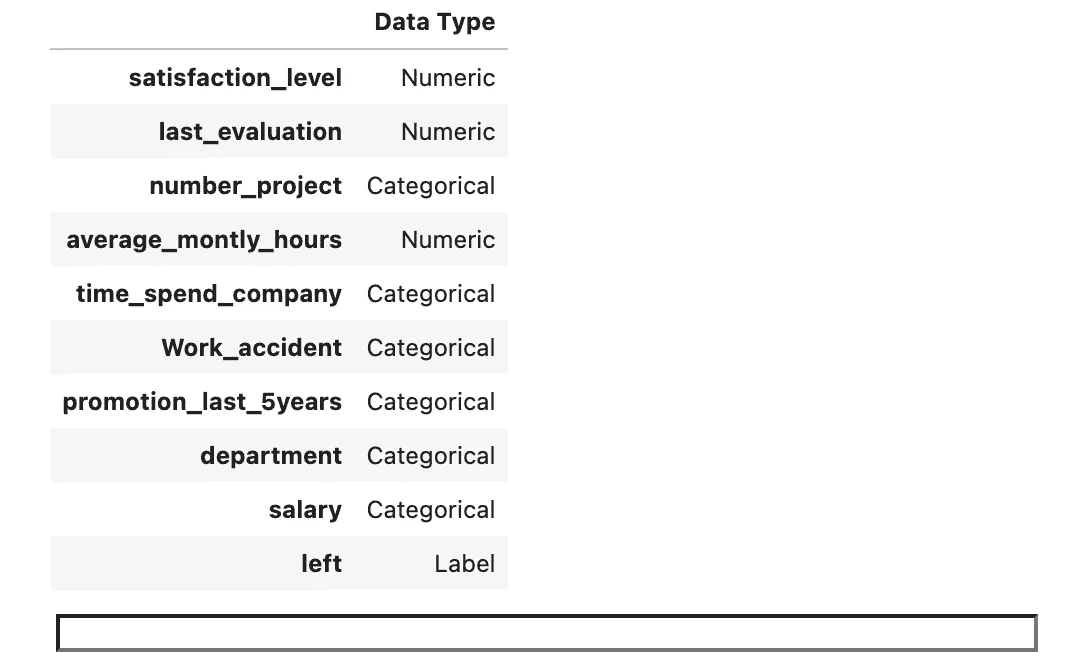 Data Type
satisfaction_level Numeric
last_evaluation Numeric
number_project Categorical
average_montly_hours Numeric
time_spend_company Categorical
Work_accident Categorical
promotion_last_5years Categorical
department Categorical
salary Categorical
left Label